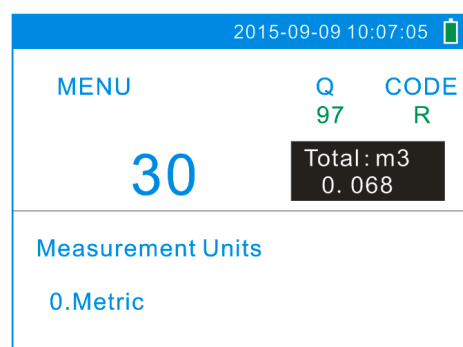 2015-09-09 10:07:05
MENU Q CODE
97 R
30
Total:m3
0.068
Measurement Units
0.Metric